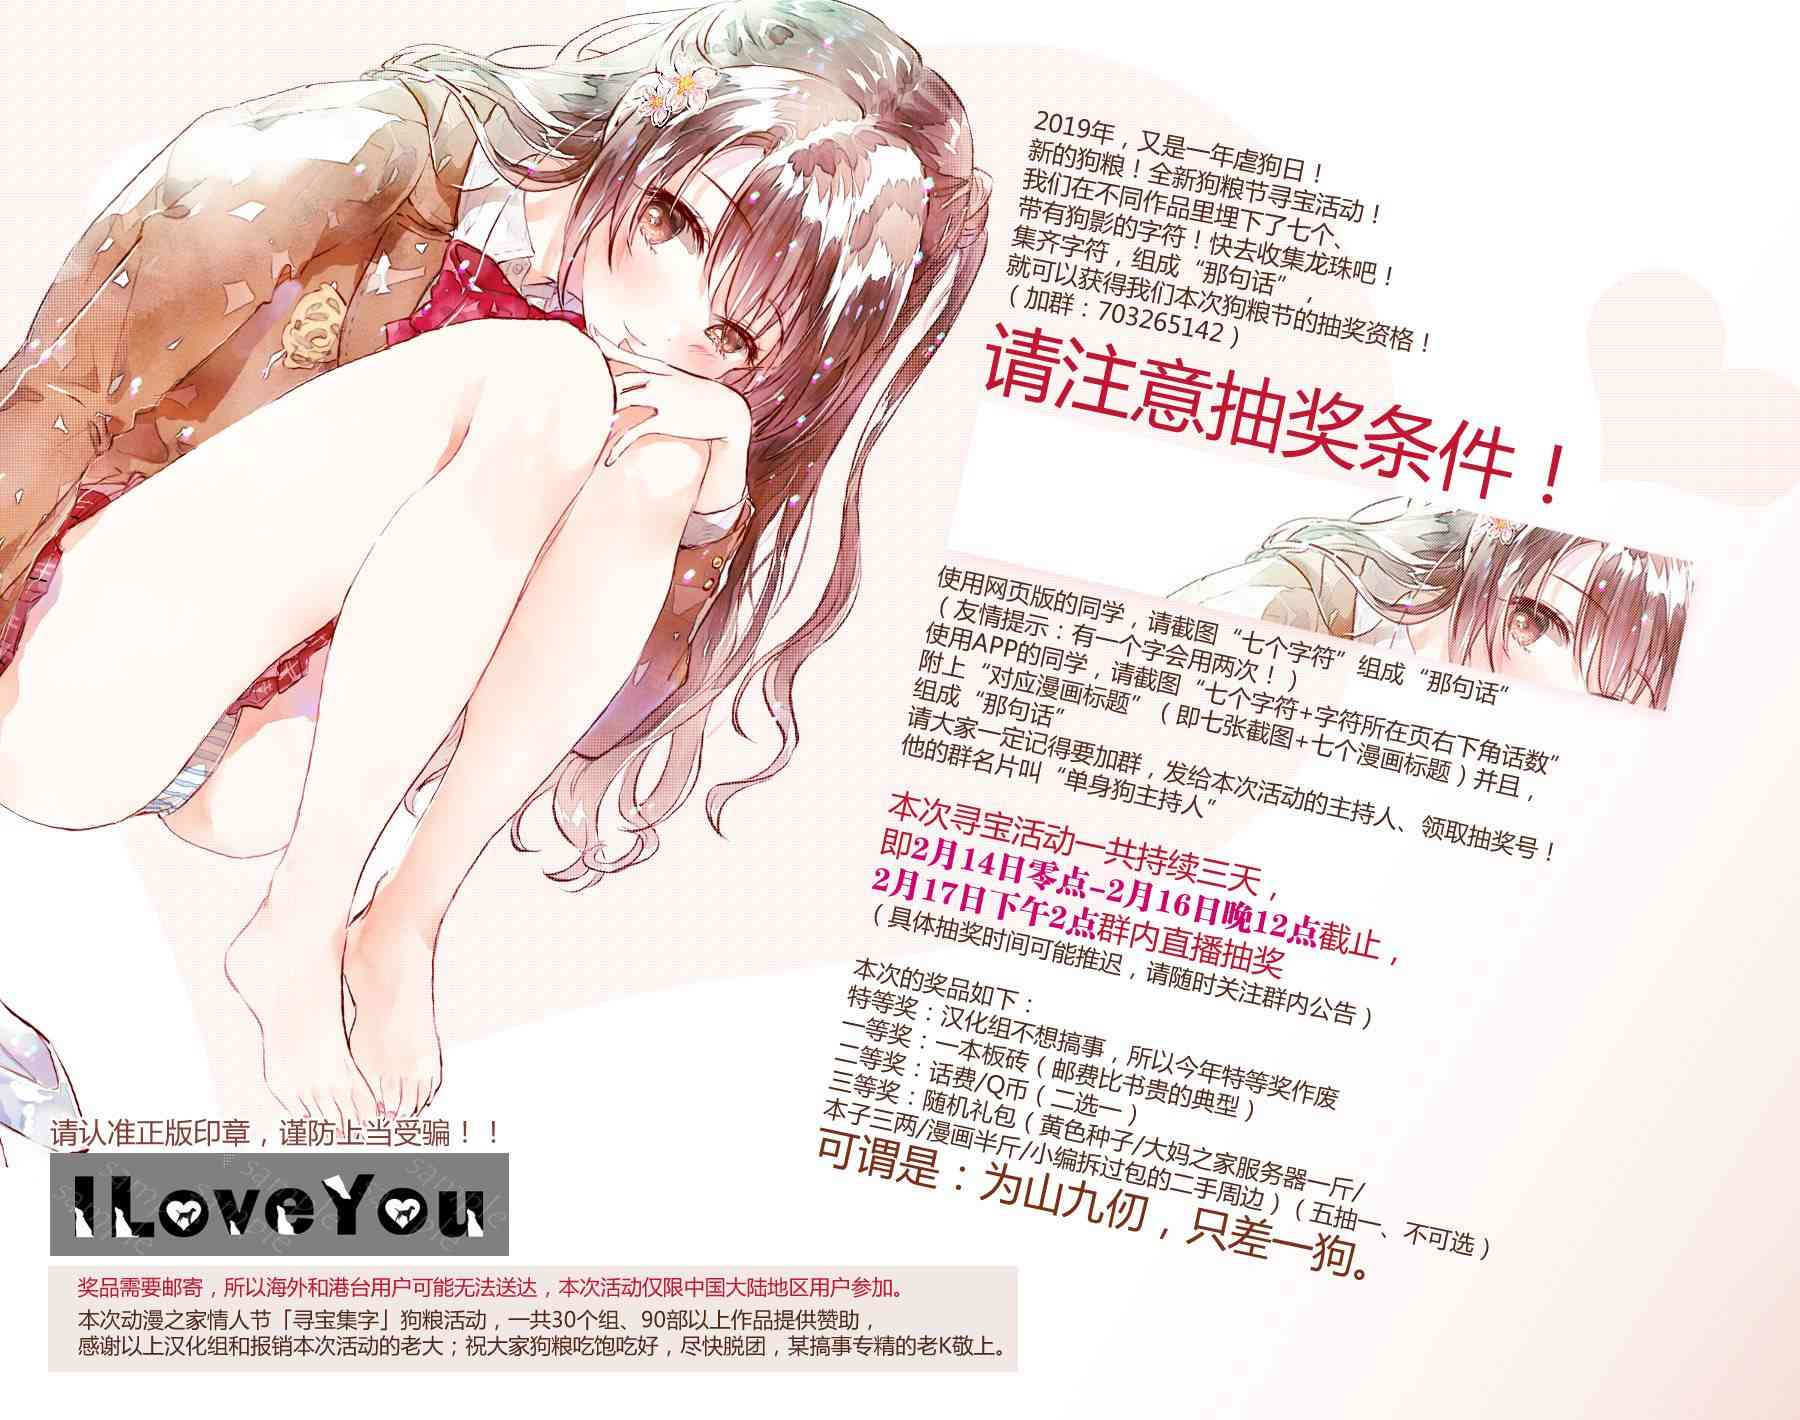 2019年，又是一年虐狗日！
新的狗粮！全新狗粮节寻宝活动！
我们在不同作品里埋下了七个、
带有狗影的字符！快去收集龙珠吧！
集齐字符，组成“那句话”，
就可以获得我们本次狗粮节的抽奖资格！
（加群：703265142）
请注意抽奖条件！
使用网页版的同学，请截图“七个字符”组成“那句话”
（友情提示：有一个字会用两次！）
使用APP的同学，请截图“七个字符+字符所在页右下角话数”
附上“对应漫画标题”（即七张截图+七个漫画标题）并且，
组成“那句话”
请大家一定记得要加群，发给本次活动的主持人、领取抽奖号！
他的群名片叫“单身狗主持人”
本次寻宝活动一共持续三天，
即2月14日零点-2月16日晚12点截止，
2月17日下午2点群内直播抽奖
（具体抽奖时间可能推迟，请随时关注群内公告）
本次的奖品如下：
特等奖：汉化组不想搞事，所以今年特等奖作废
一等奖：一本板砖（邮费比书贵的典型）
二等奖：话费/Q币（二选一）
三等奖：随机礼包（黄色种子/大妈之家服务器一斤/
本子三两/漫画半斤/小编拆过包的二手周边）（五抽一、不可选）
可谓是：为山九仞，只差一狗。
请认准正版印章，谨防上当受骗！！
I Love You
sample
sample
sample
sample
sample
sample
奖品需要邮寄，所以海外和港台用户可能无法送达，本次活动仅限中国大陆地区用户参加。
本次动漫之家情人节「寻宝集字」狗粮活动，一共30个组、90部以上作品提供赞助，
感谢以上汉化组和报销本次活动的老大；祝大家狗粮吃饱吃好，尽快脱团，某搞事专精的老K敬上。